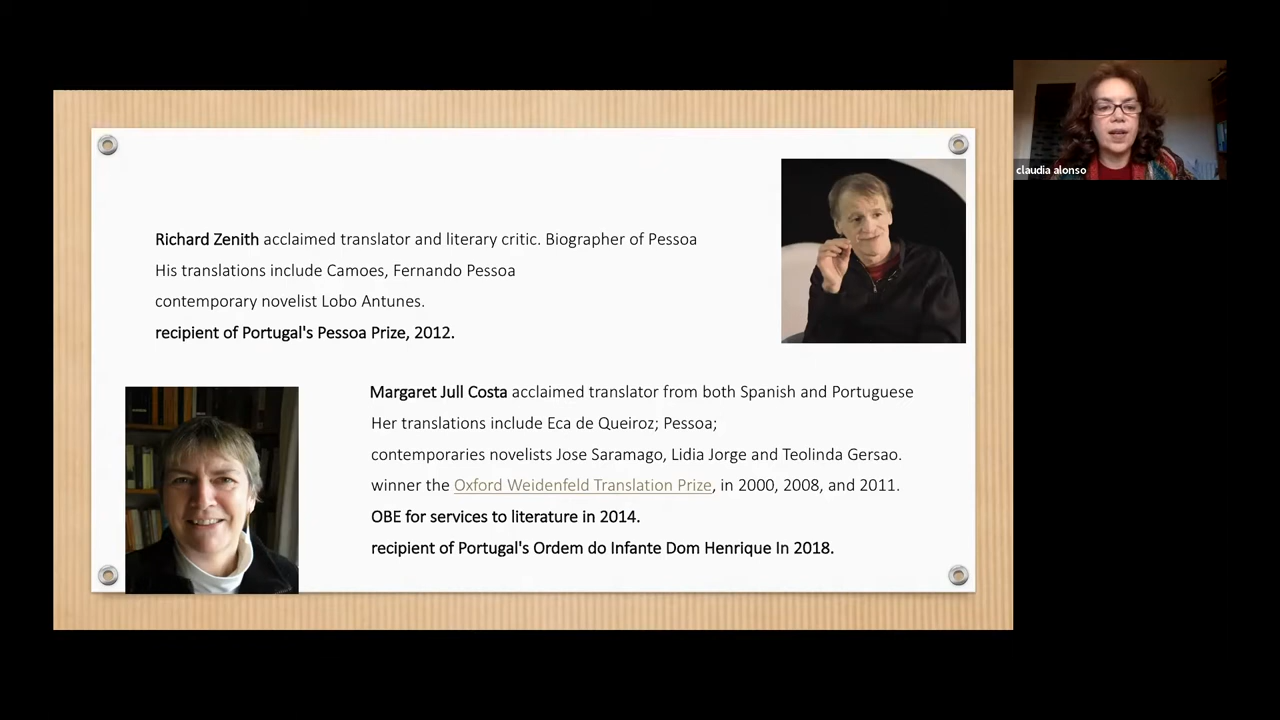 claudia alonso
Richard Zenith acclaimed translator and literary critic. Biographer of Pessoa
His translations include Camoes, Fernando Pessoa
contemporary novelist Lobo Antunes.
recipient of Portugal's Pessoa Prize, 2012.
Margaret Jull Costa acclaimed translator from both Spanish and Portuguese
Her translations include Eca de Queiroz; Pessoa;
contemporaries novelists Jose Saramago, Lidia Jorge and Teolinda Gersao.
winner the Oxford Weidenfeld Translation Prize, in 2000, 2008, and 2011.
OBE for services to literature in 2014.
recipient of Portugal's Ordem do Infante Dom Henrique In 2018.